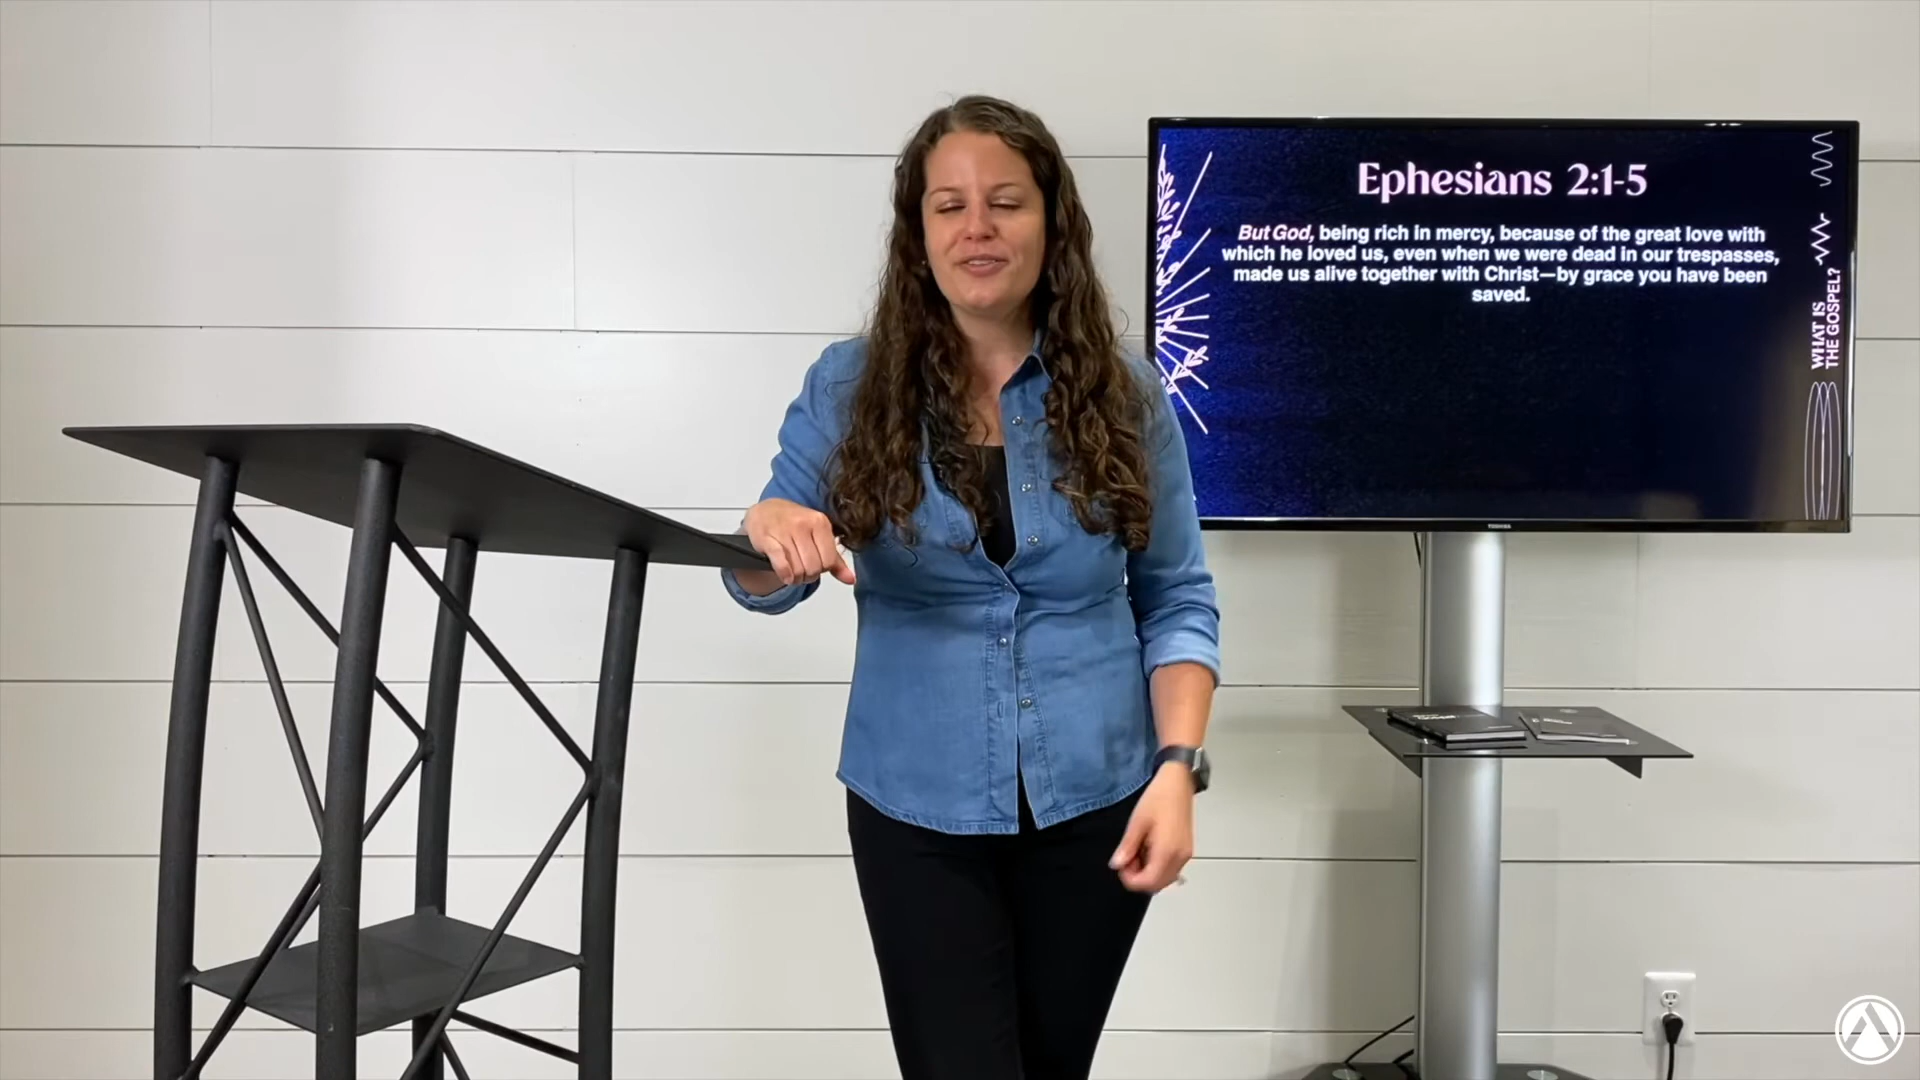 Ephesians 2:1-5
But God, being rich in mercy, because of the great love with
which he loved us, even when we were dead in our trespasses,
made us alive together with Christ—by grace you have been
saved.
WHAT IS
THE GOSPEL?
TOSHIBA